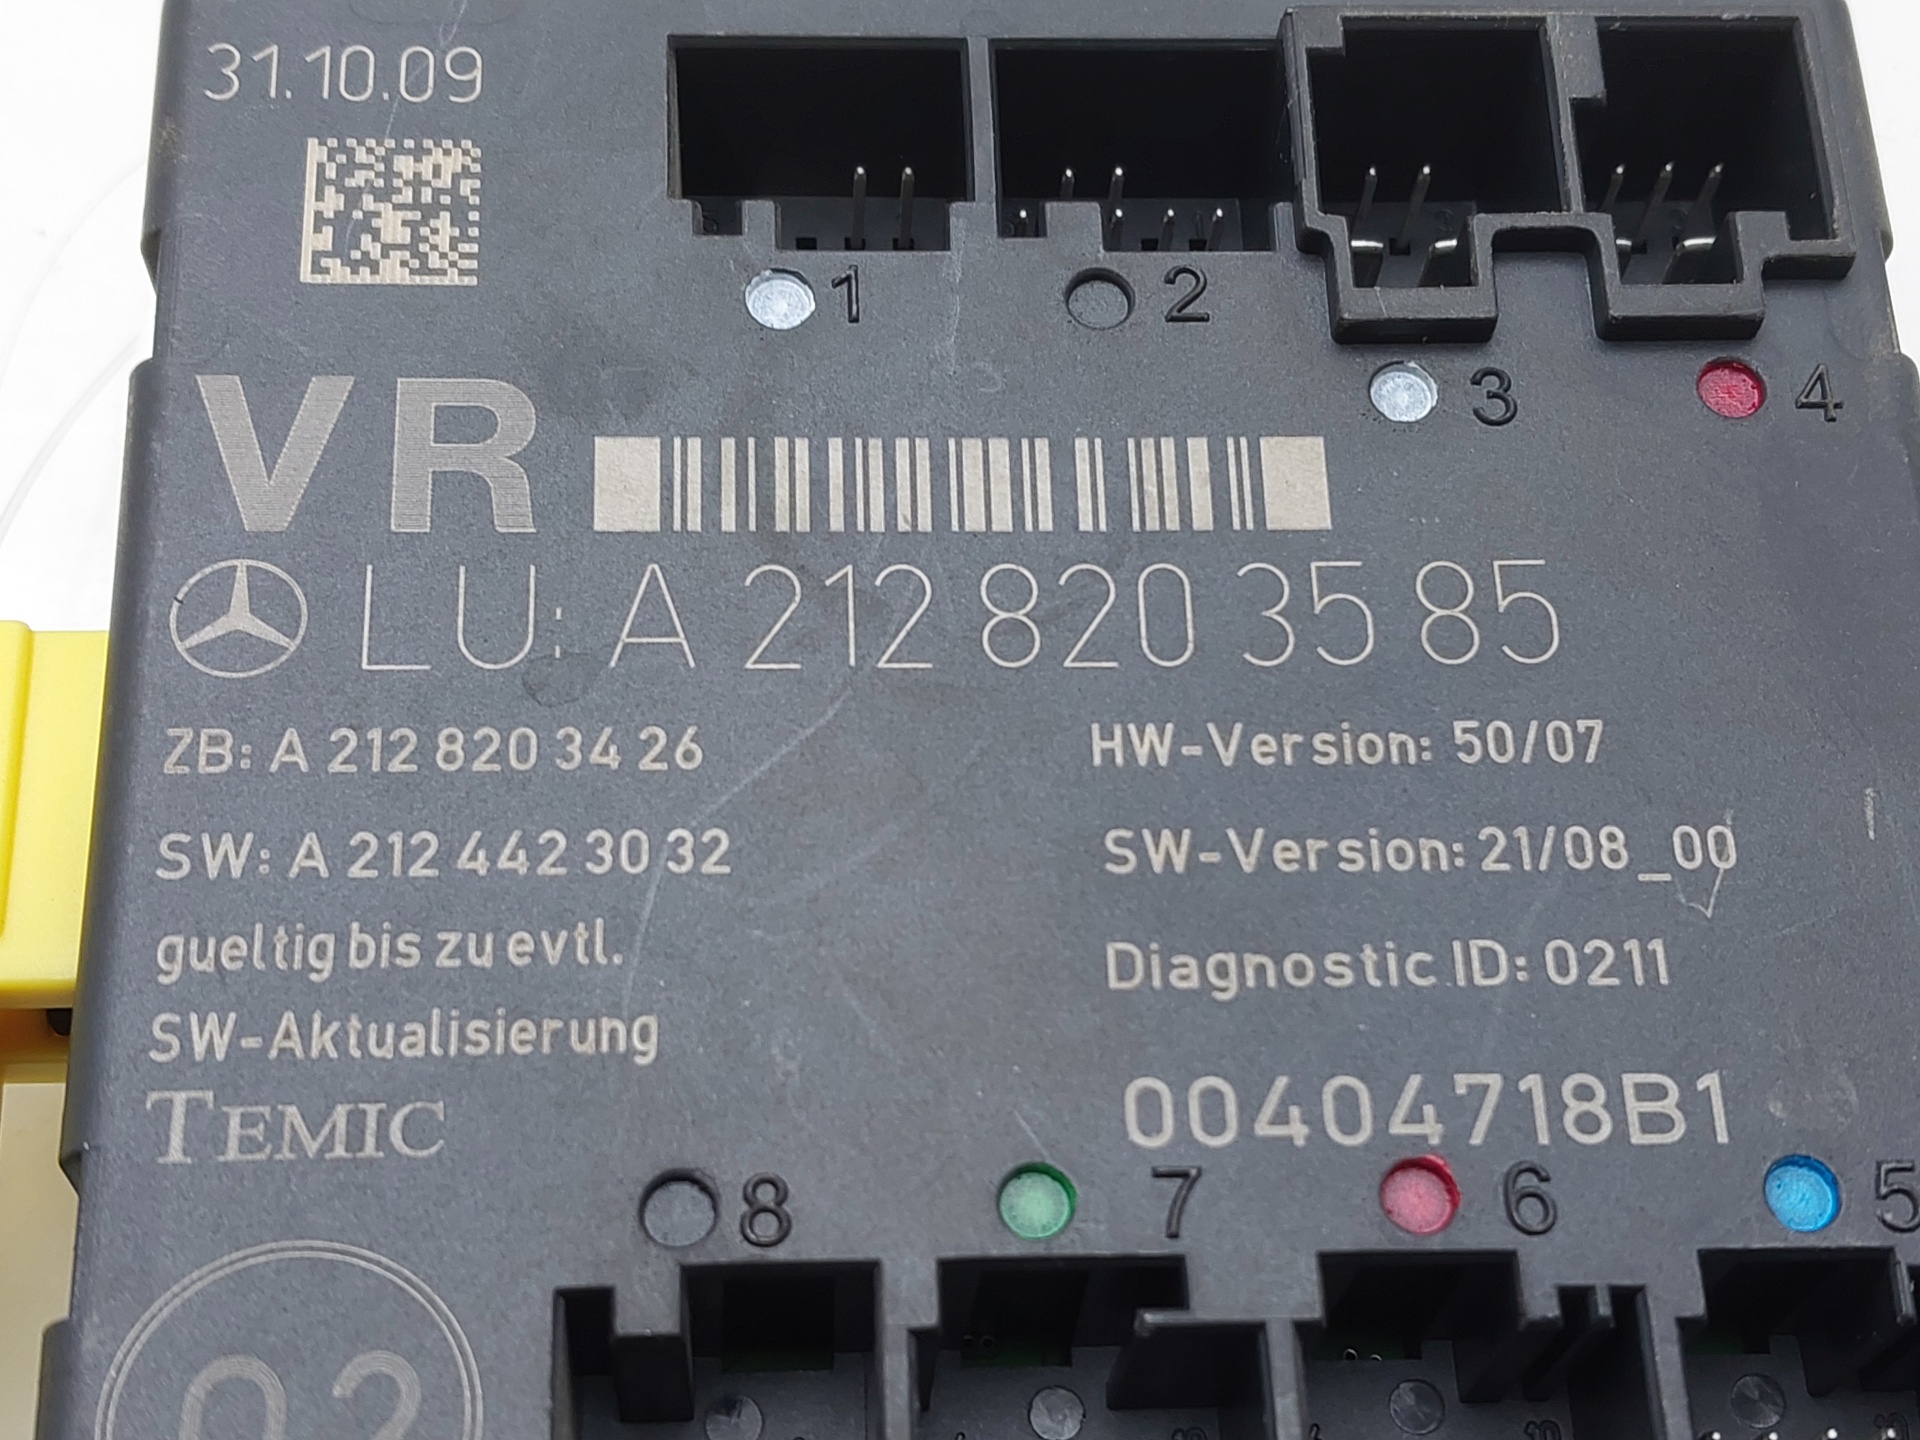 31.10.09
1
2
3
4
VR
LU: A 212 820 35 85
ZB: A 212 820 34 26
HW-Version: 50/07
SW: A 212 442 30 32
SW-Version: 21/08_00
gueltig bis zu evtl.
Diagnostic ID: 0211
SW-Aktualisierung
TEMIC
00404718B1
8
7
6
5
02